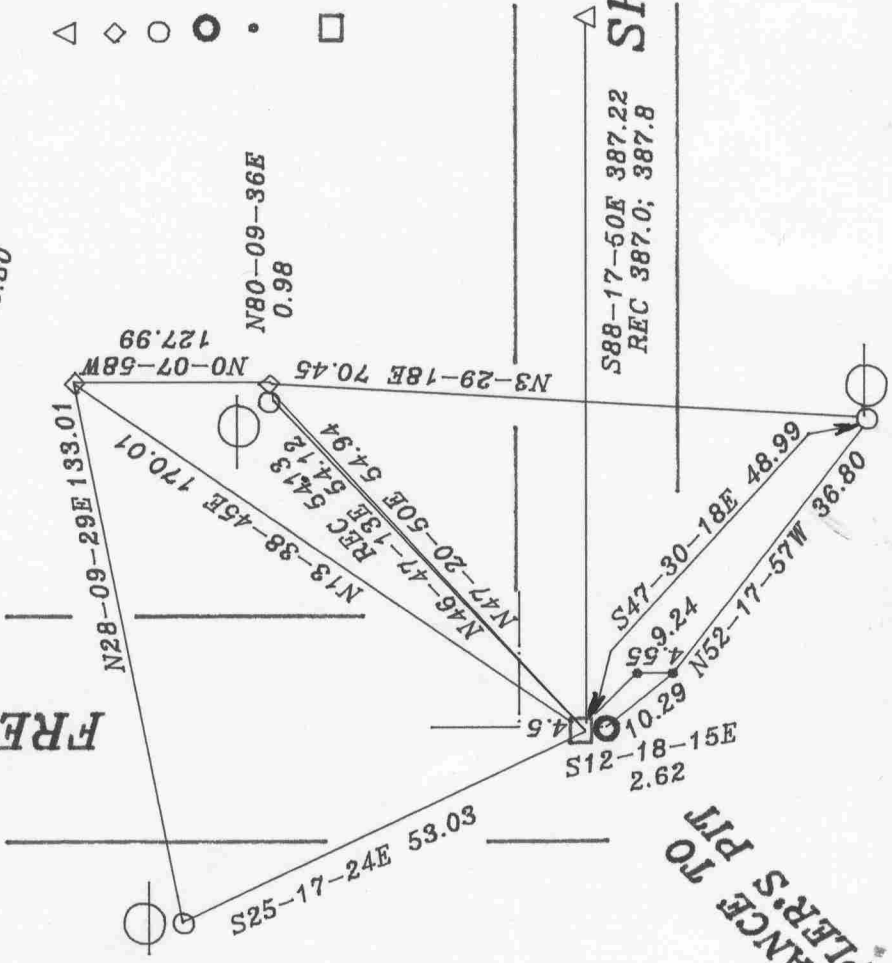 SH
S88-17-50E 387.22
REC 387.0; 387.8
N80-09-36E
0.98
N0-07-58W
127.99
N3-29-18E 70.45
N28-09-29E 133.01
N13-38-45E 170.01
REC 54.13
N46-47-13E 54.12
N47-20-50E 54.94
S47-30-18E 48.99
9.24
4.55
N52-17-57W 36.80
10.29
4.5
S12-18-15E
2.62
FRE
S25-17-24E 53.03
ANCE TO
LER'S PIT